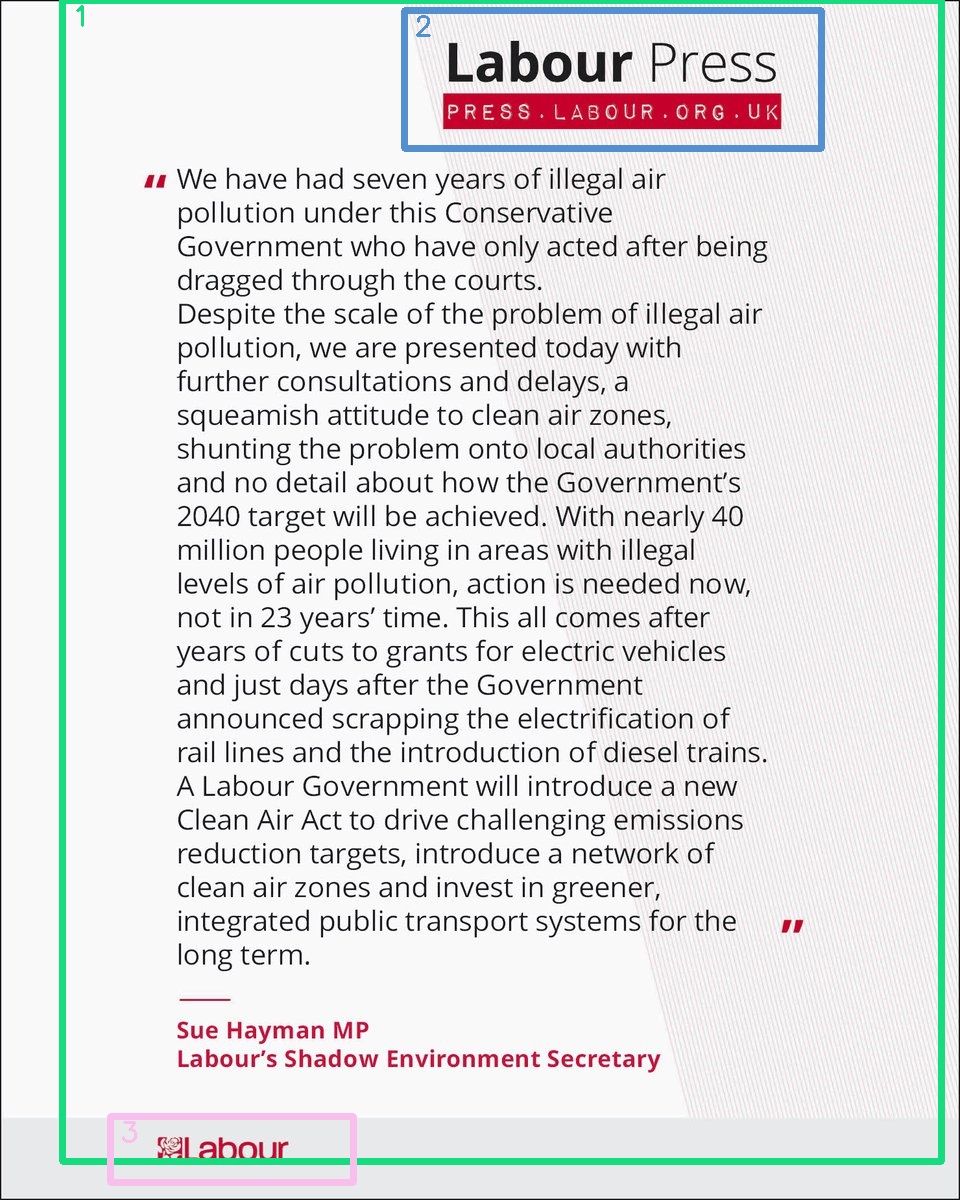 Labour Press
PRESS.LABOUR.ORG.UK
“ We have had seven years of illegal air
pollution under this Conservative
Government who have only acted after being
dragged through the courts.
Despite the scale of the problem of illegal air
pollution, we are presented today with
further consultations and delays, a
squeamish attitude to clean air zones,
shunting the problem onto local authorities
and no detail about how the Government’s
2040 target will be achieved. With nearly 40
million people living in areas with illegal
levels of air pollution, action is needed now,
not in 23 years’ time. This all comes after
years of cuts to grants for electric vehicles
and just days after the Government
announced scrapping the electrification of
rail lines and the introduction of diesel trains.
A Labour Government will introduce a new
Clean Air Act to drive challenging emissions
reduction targets, introduce a network of
clean air zones and invest in greener,
integrated public transport systems for the
long term. ”
Sue Hayman MP
Labour’s Shadow Environment Secretary
Labour
1
2
3